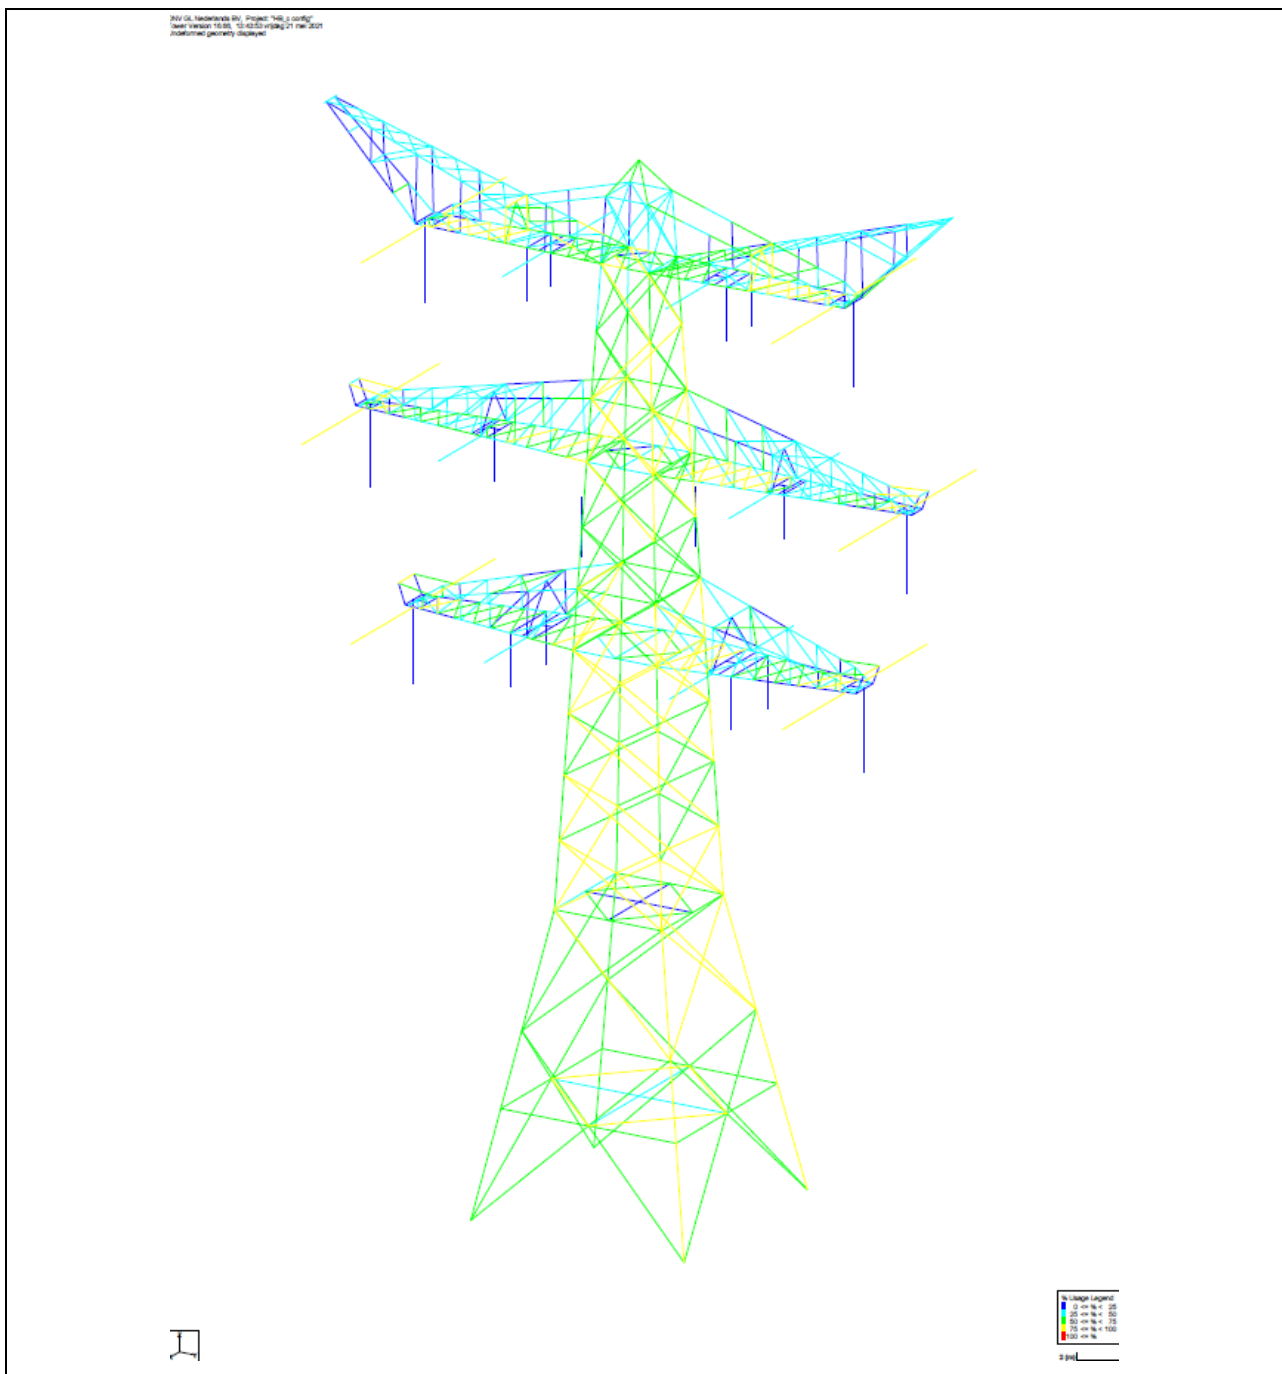 DNV GL Nederlands BV, Project: "HB_c config"
Tower Version 16.66, 13:43:53 vrijdag 21 mei 2021
Undeformed geometry displayed
% Usage Legend
0 <= % < 25
25 <= % < 50
50 <= % < 75
75 <= % < 100
100 <= %